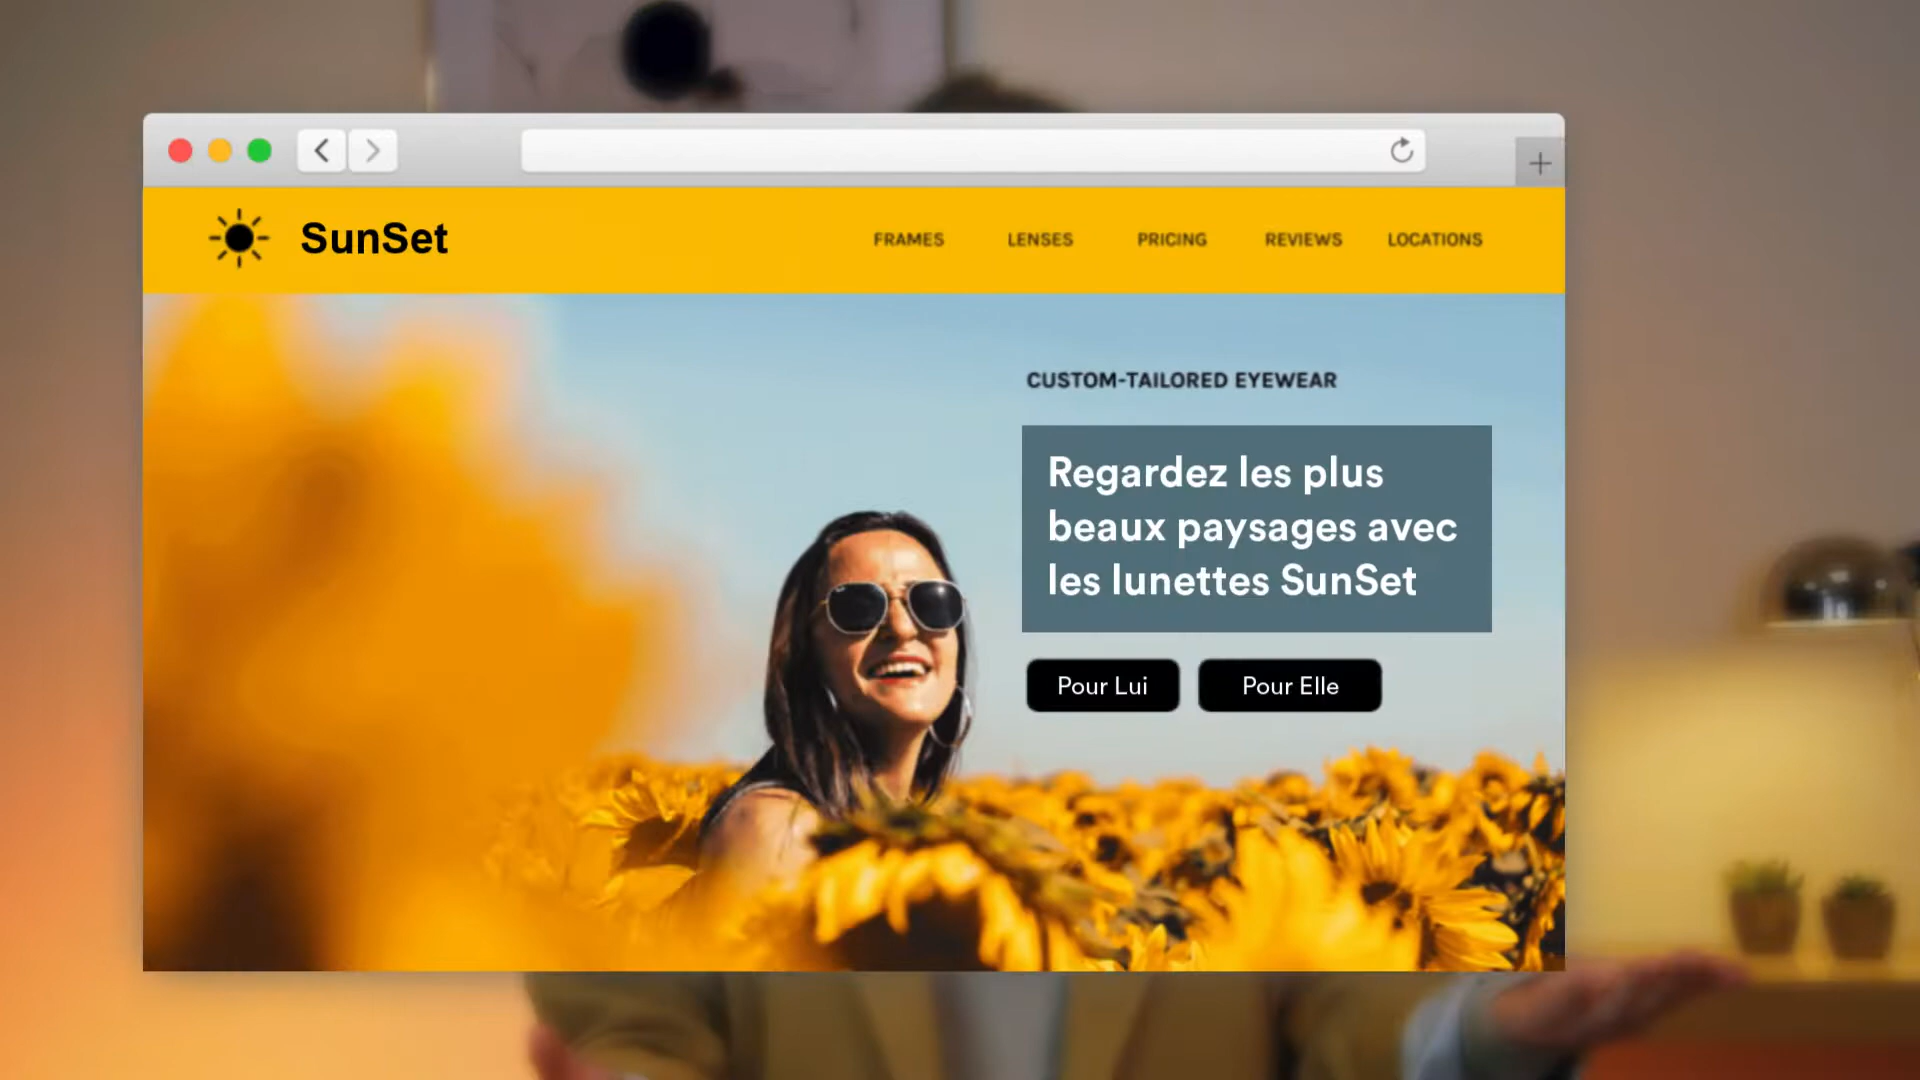 SunSet
FRAMES LENSES PRICING REVIEWS LOCATIONS
CUSTOM-TAILORED EYEWEAR
Regardez les plus
beaux paysages avec
les lunettes SunSet
Pour Lui Pour Elle